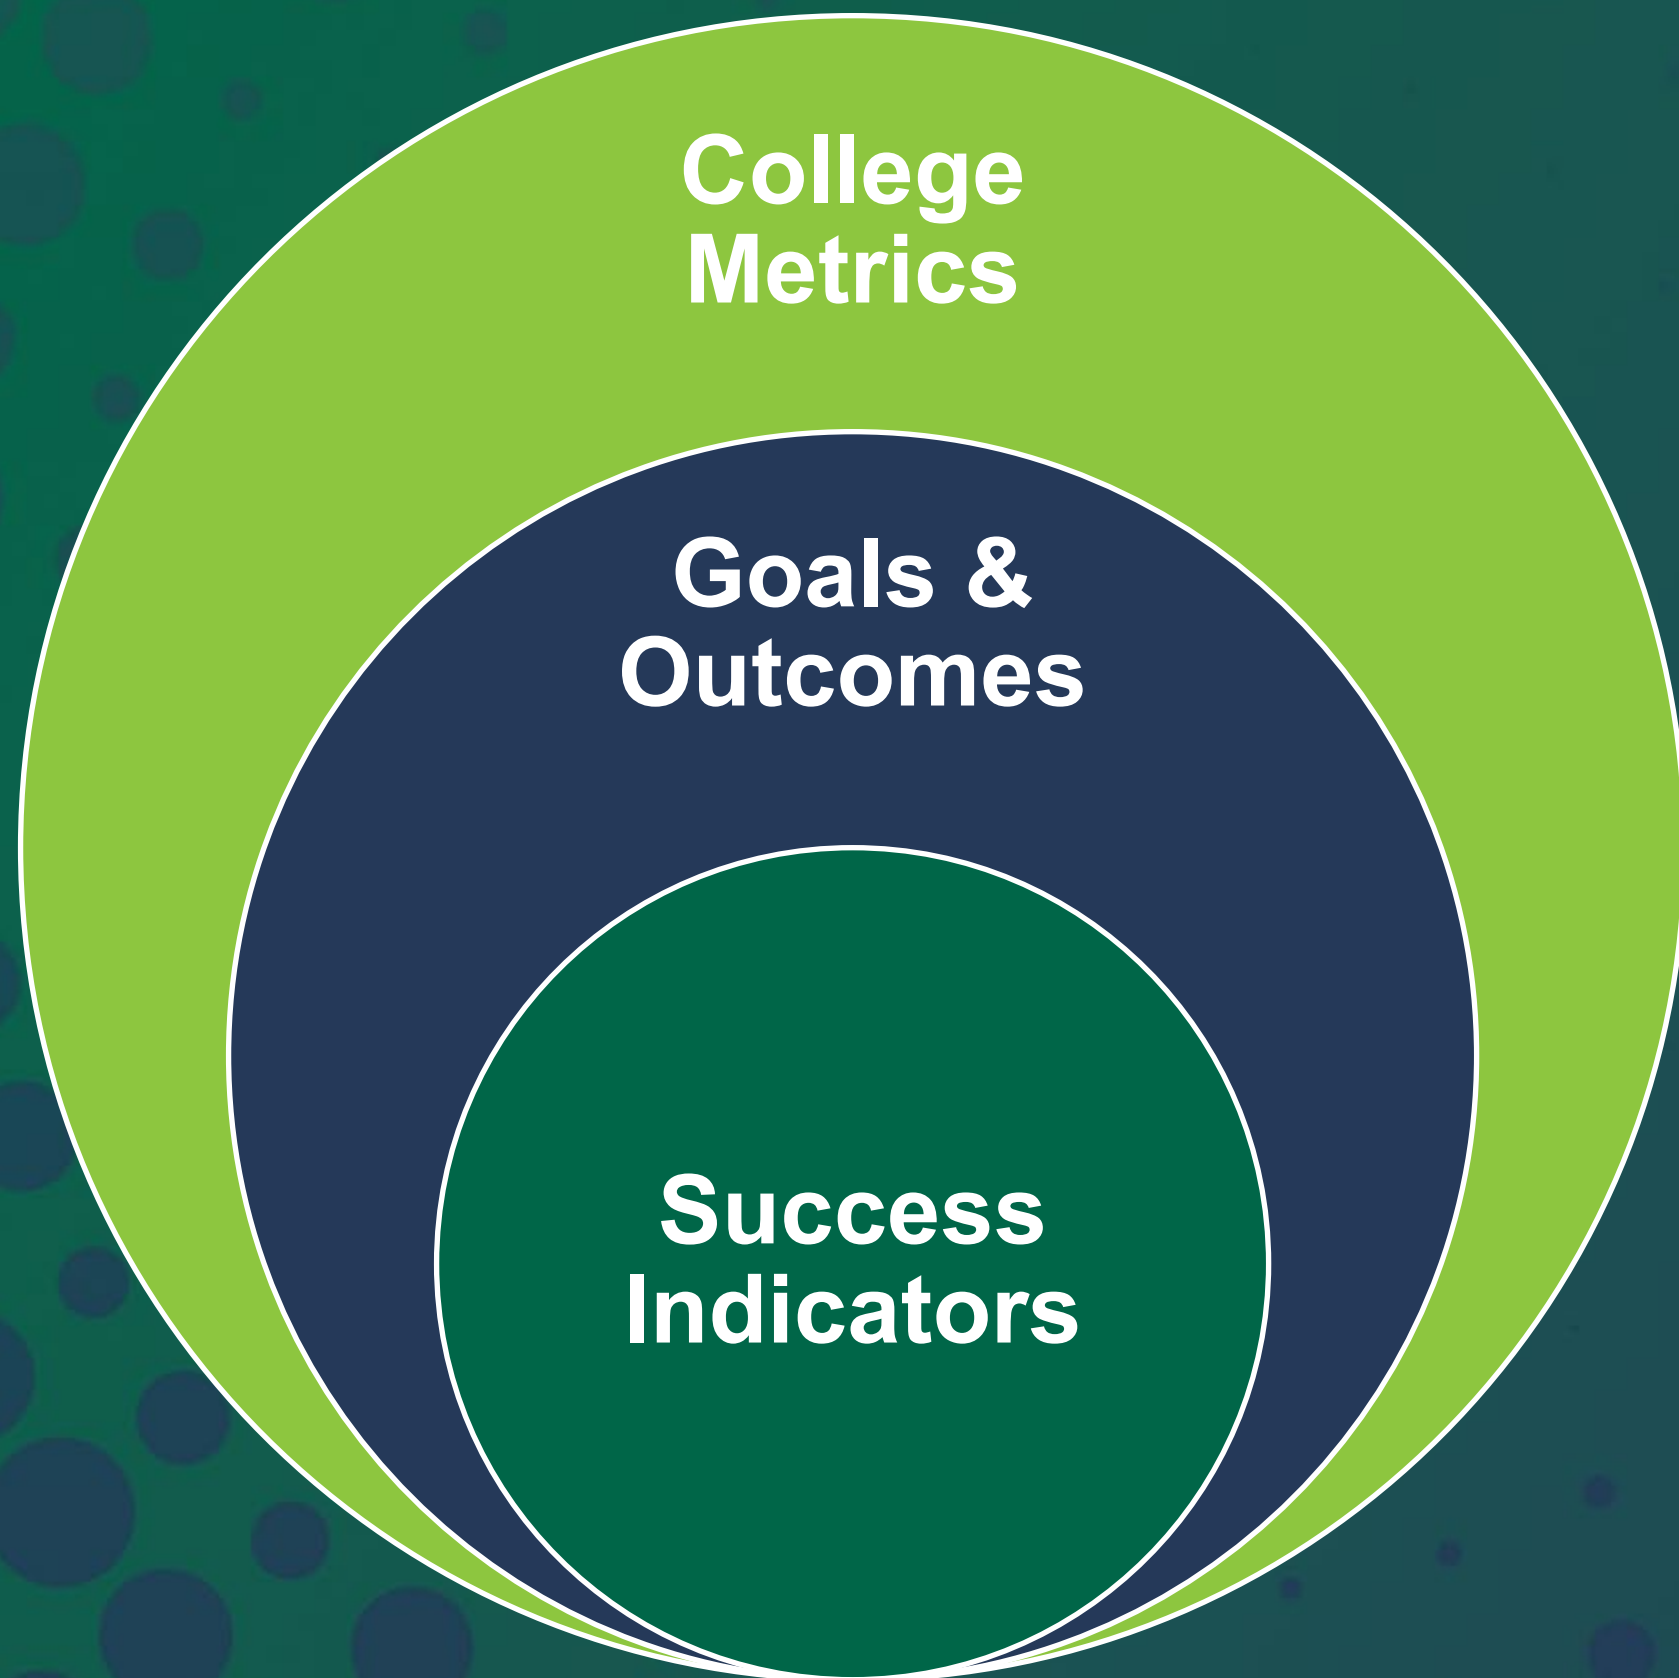 College
Metrics
Goals &
Outcomes
Success
Indicators